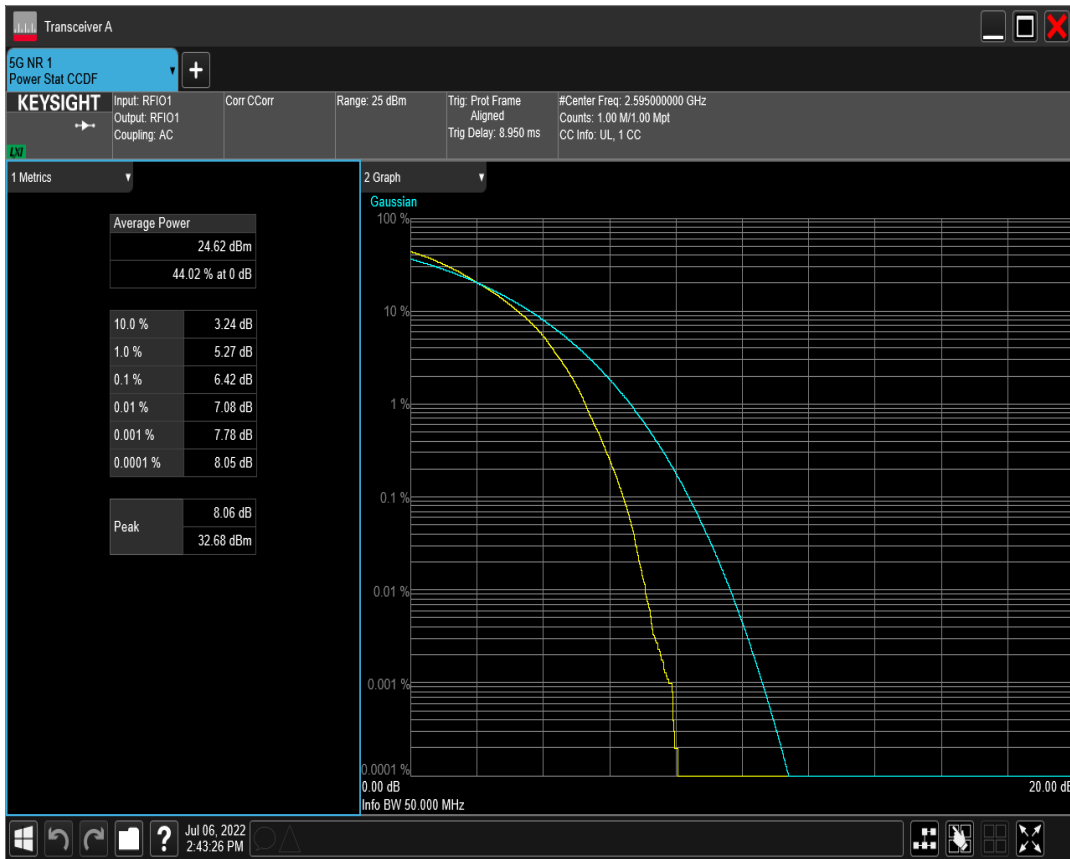 Transceiver A
5G NR 1
Power Stat CCDF
+
KEYSIGHT
LXI
Input: RFIO1
Output: RFIO1
Coupling: AC
Corr CCorr
Range: 25 dBm
Trig: Prot Frame
Aligned
Trig Delay: 8.950 ms
#Center Freq: 2.595000000 GHz
Counts: 1.00 M/1.00 Mpt
CC Info: UL, 1 CC
1 Metrics
Average Power
24.62 dBm
44.02 % at 0 dB
10.0 % 3.24 dB
1.0 % 5.27 dB
0.1 % 6.42 dB
0.01 % 7.08 dB
0.001 % 7.78 dB
0.0001 % 8.05 dB
Peak
8.06 dB
32.68 dBm
2 Graph
Gaussian
100 %
10 %
1 %
0.1 %
0.01 %
0.001 %
0.0001 %
0.00 dB
20.00 dB
Info BW 50.000 MHz
?
Jul 06, 2022
2:43:26 PM